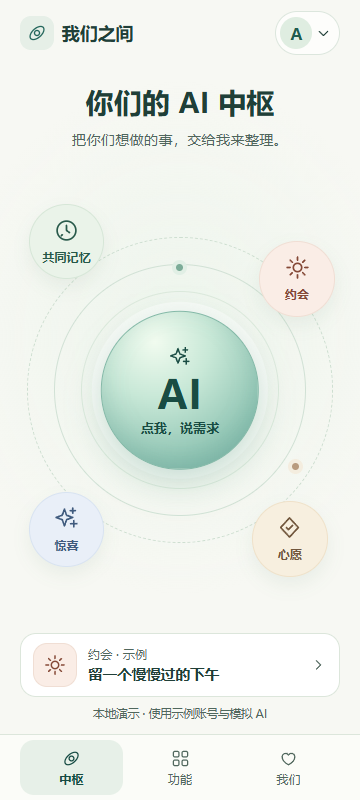 我们之间
A
你们的 AI 中枢
把你们想做的事，交给我来整理。
共同记忆
约会
AI
点我，说需求
惊喜
心愿
约会 · 示例
留一个慢慢过的下午
本地演示 · 使用示例账号与模拟 AI
中枢
功能
我们